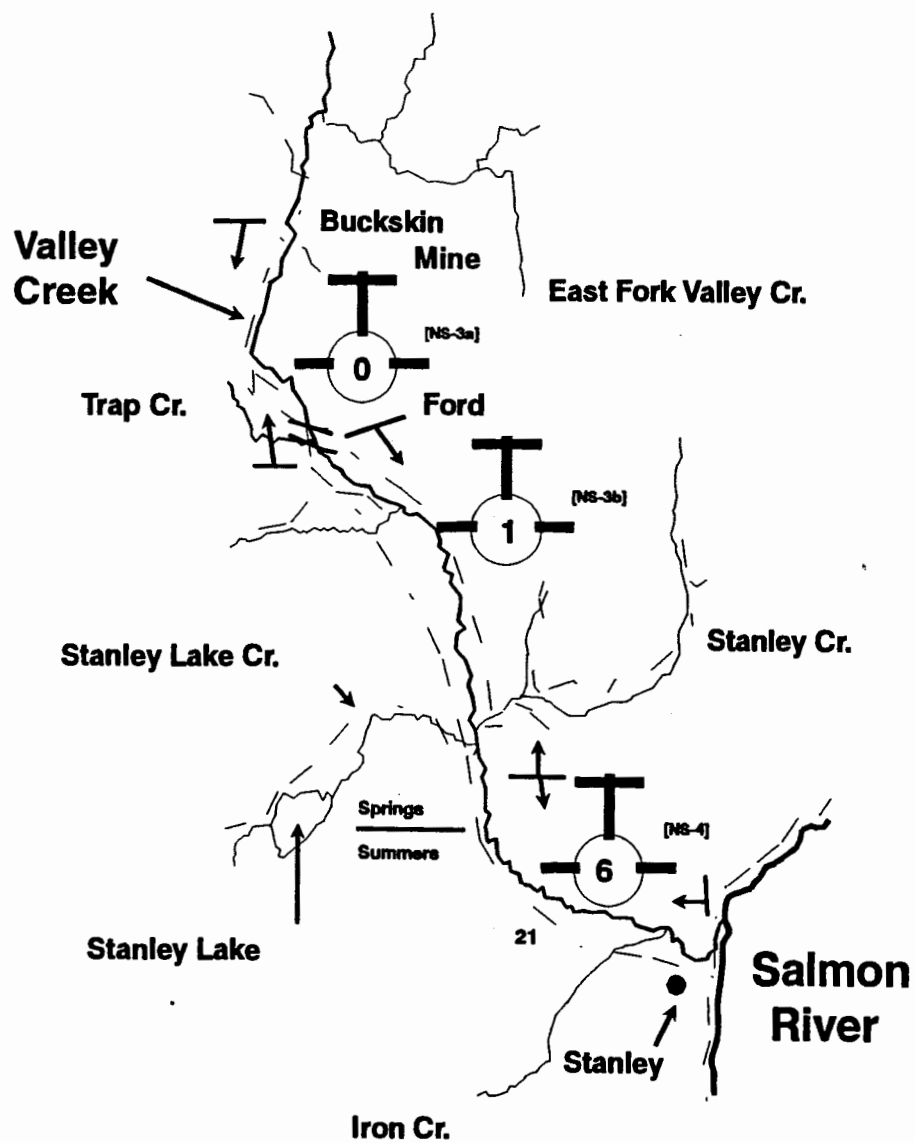 Buckskin
Mine
Valley
Creek
East Fork Valley Cr.
[NS-3a]
0
Trap Cr.
Ford
[NS-3b]
1
Stanley Cr.
Stanley Lake Cr.
Springs
Summers
[NS-4]
6
21
Stanley Lake
Salmon
River
Stanley
Iron Cr.